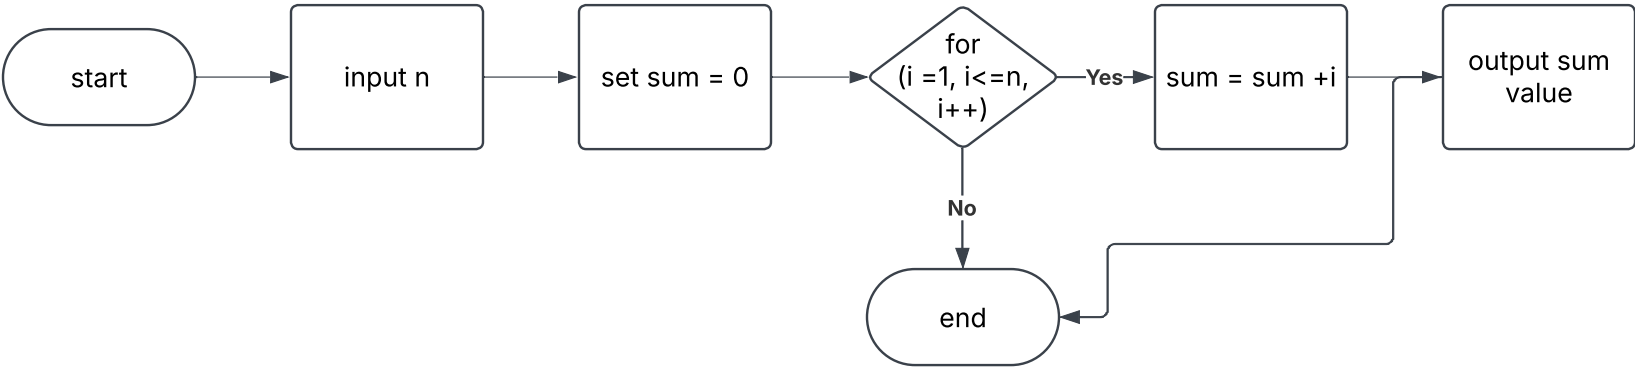 start
input n
set sum = 0
for
(i =1, i<=n,
i++)
Yes
sum = sum +i
output sum
value
No
end